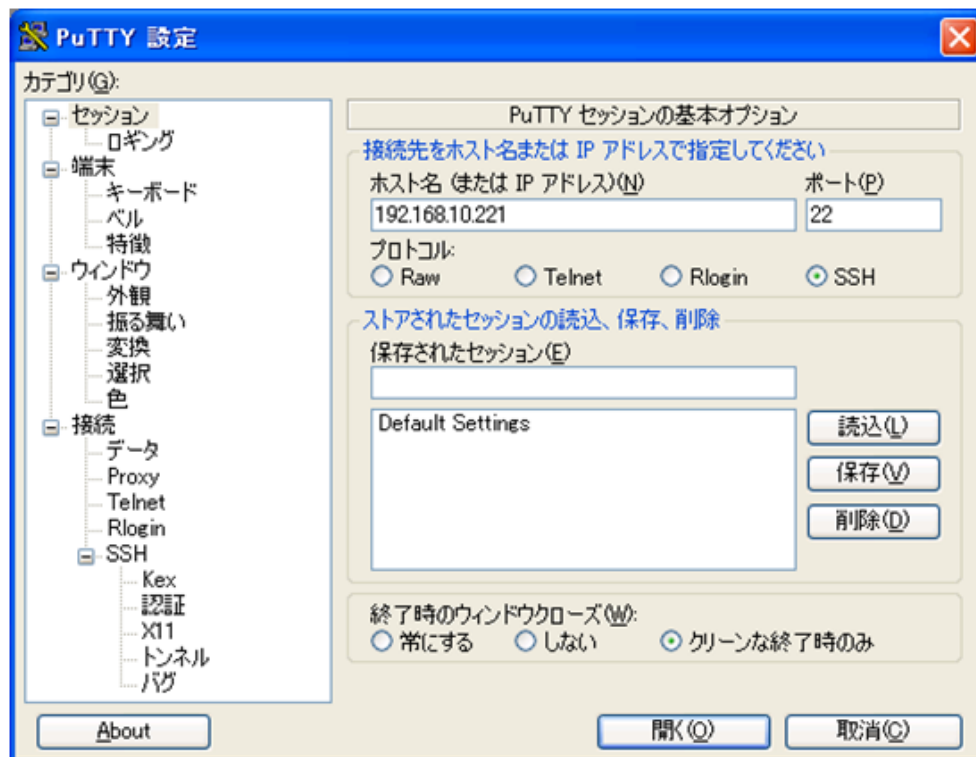 PuTTY 設定
カテゴリ(G):
セッション
ロギング
端末
キーボード
ベル
特徴
ウィンドウ
外観
振る舞い
変換
選択
色
接続
データ
Proxy
Telnet
Rlogin
SSH
Kex
認証
X11
トンネル
バグ
PuTTY セッションの基本オプション
接続先をホスト名または IP アドレスで指定してください
ホスト名 (または IP アドレス)(N) ポート(P)
192.168.10.221 22
プロトコル:
Raw Telnet Rlogin SSH
ストアされたセッションの読込、保存、削除
保存されたセッション(E)
Default Settings
読込(L)
保存(V)
削除(D)
終了時のウィンドウクローズ(W):
常にする しない クリーンな終了時のみ
About 開く(O) 取消(C)